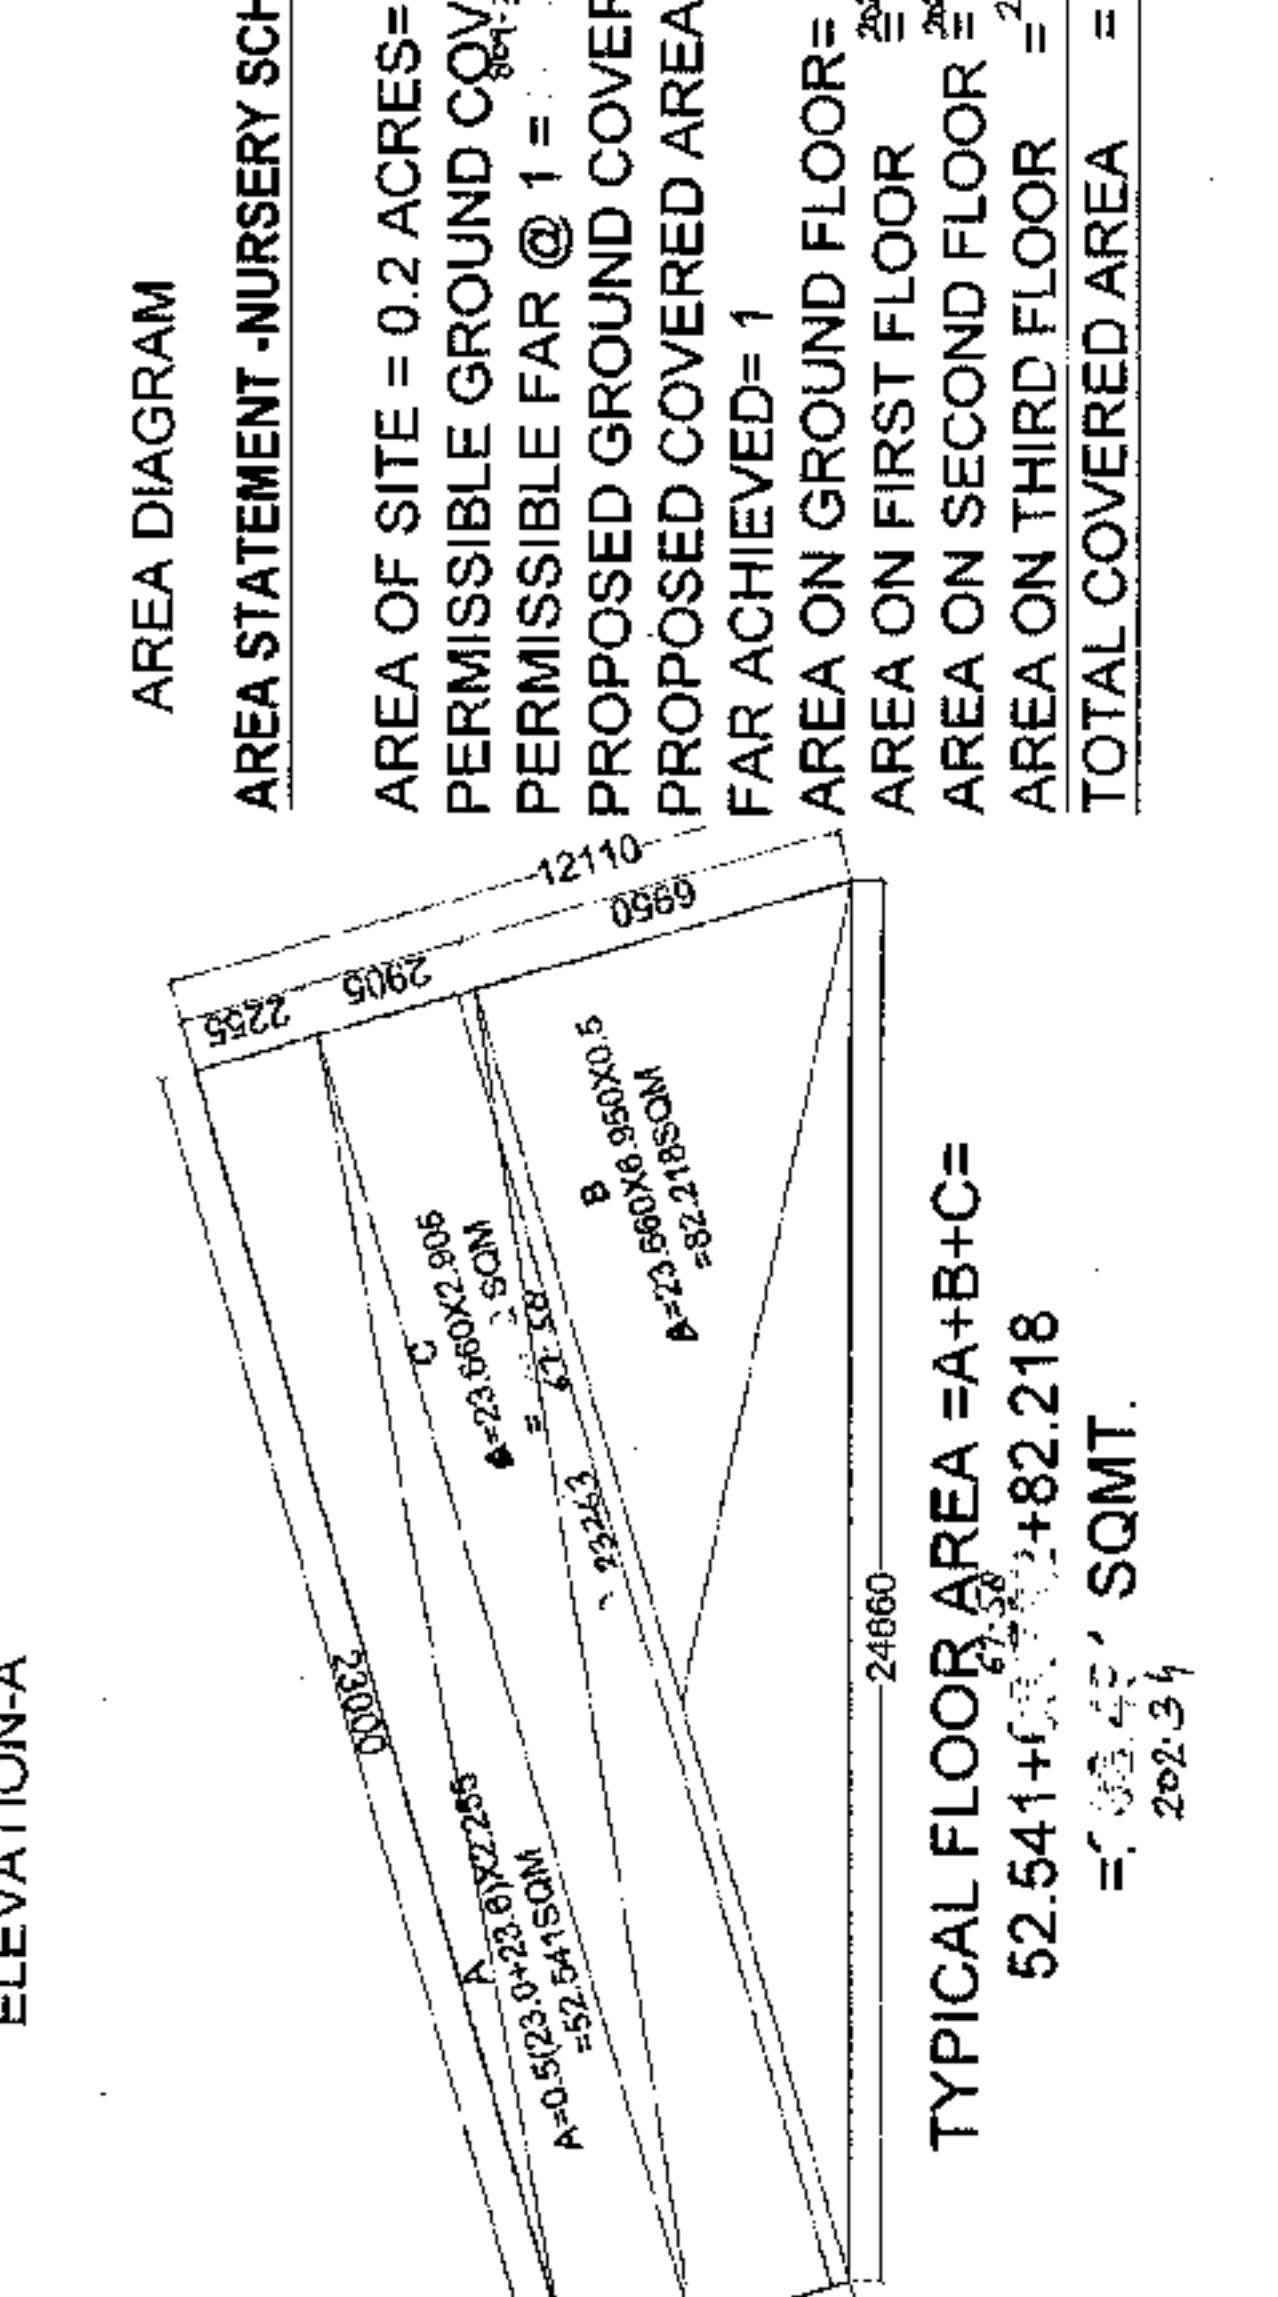 ELEVATION-A
AREA DIAGRAM
AREA STATEMENT -NURSERY SCH
AREA OF SITE = 0.2 ACRES=
PERMISSIBLE GROUND COV
PERMISSIBLE FAR @ 1 =
PROPOSED GROUND COVER
PROPOSED COVERED AREA
FAR ACHIEVED= 1
AREA ON GROUND FLOOR=
AREA ON FIRST FLOOR =
AREA ON SECOND FLOOR =
AREA ON THIRD FLOOR =
TOTAL COVERED AREA =
12110
2255
2905
6950
23000
A
A=0.5(23.0+23.6)X2.255
=52.541SQM
C
A=23.660X2.905
SQM
= 67.58
23263
B
A=23.660X6.950X0.5
=82.218SQM
24860
TYPICAL FLOOR AREA =A+B+C=
67.58
52.541+ +82.218
= SQMT.
202.34